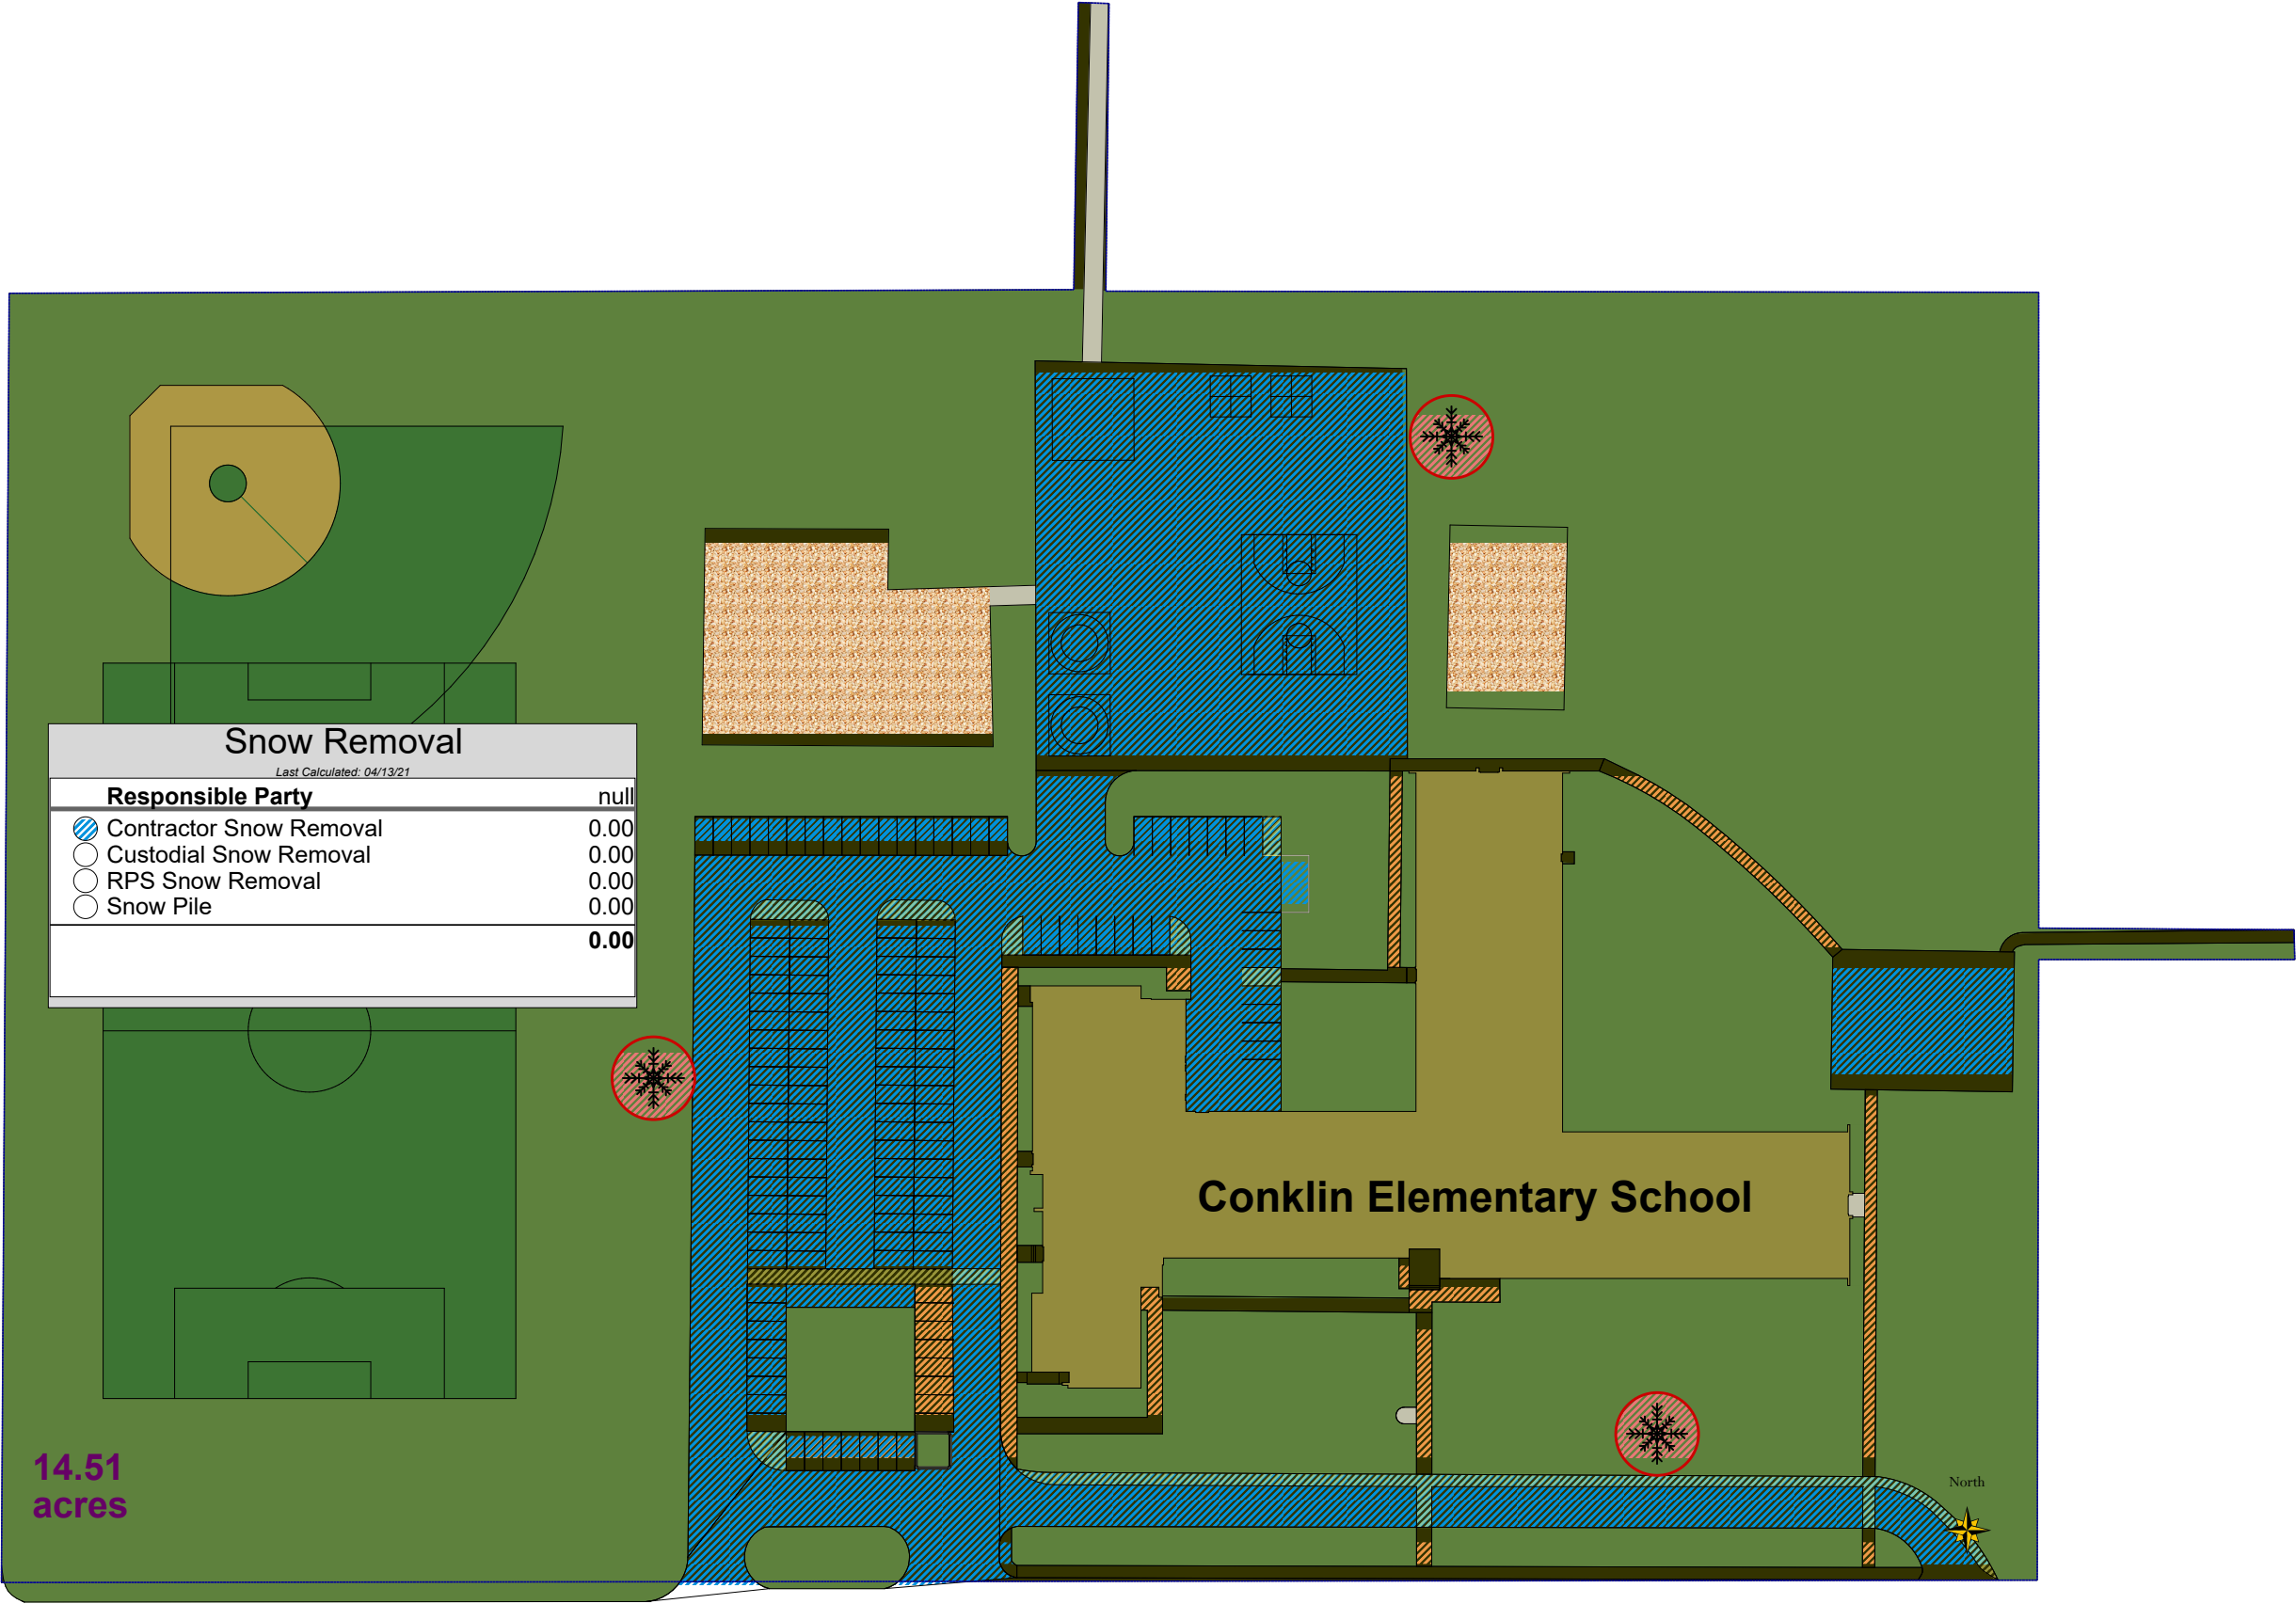 Snow Removal
Last Calculated: 04/13/21
Responsible Party null
Contractor Snow Removal 0.00
Custodial Snow Removal 0.00
RPS Snow Removal 0.00
Snow Pile 0.00
0.00
Conklin Elementary School
14.51
acres
North